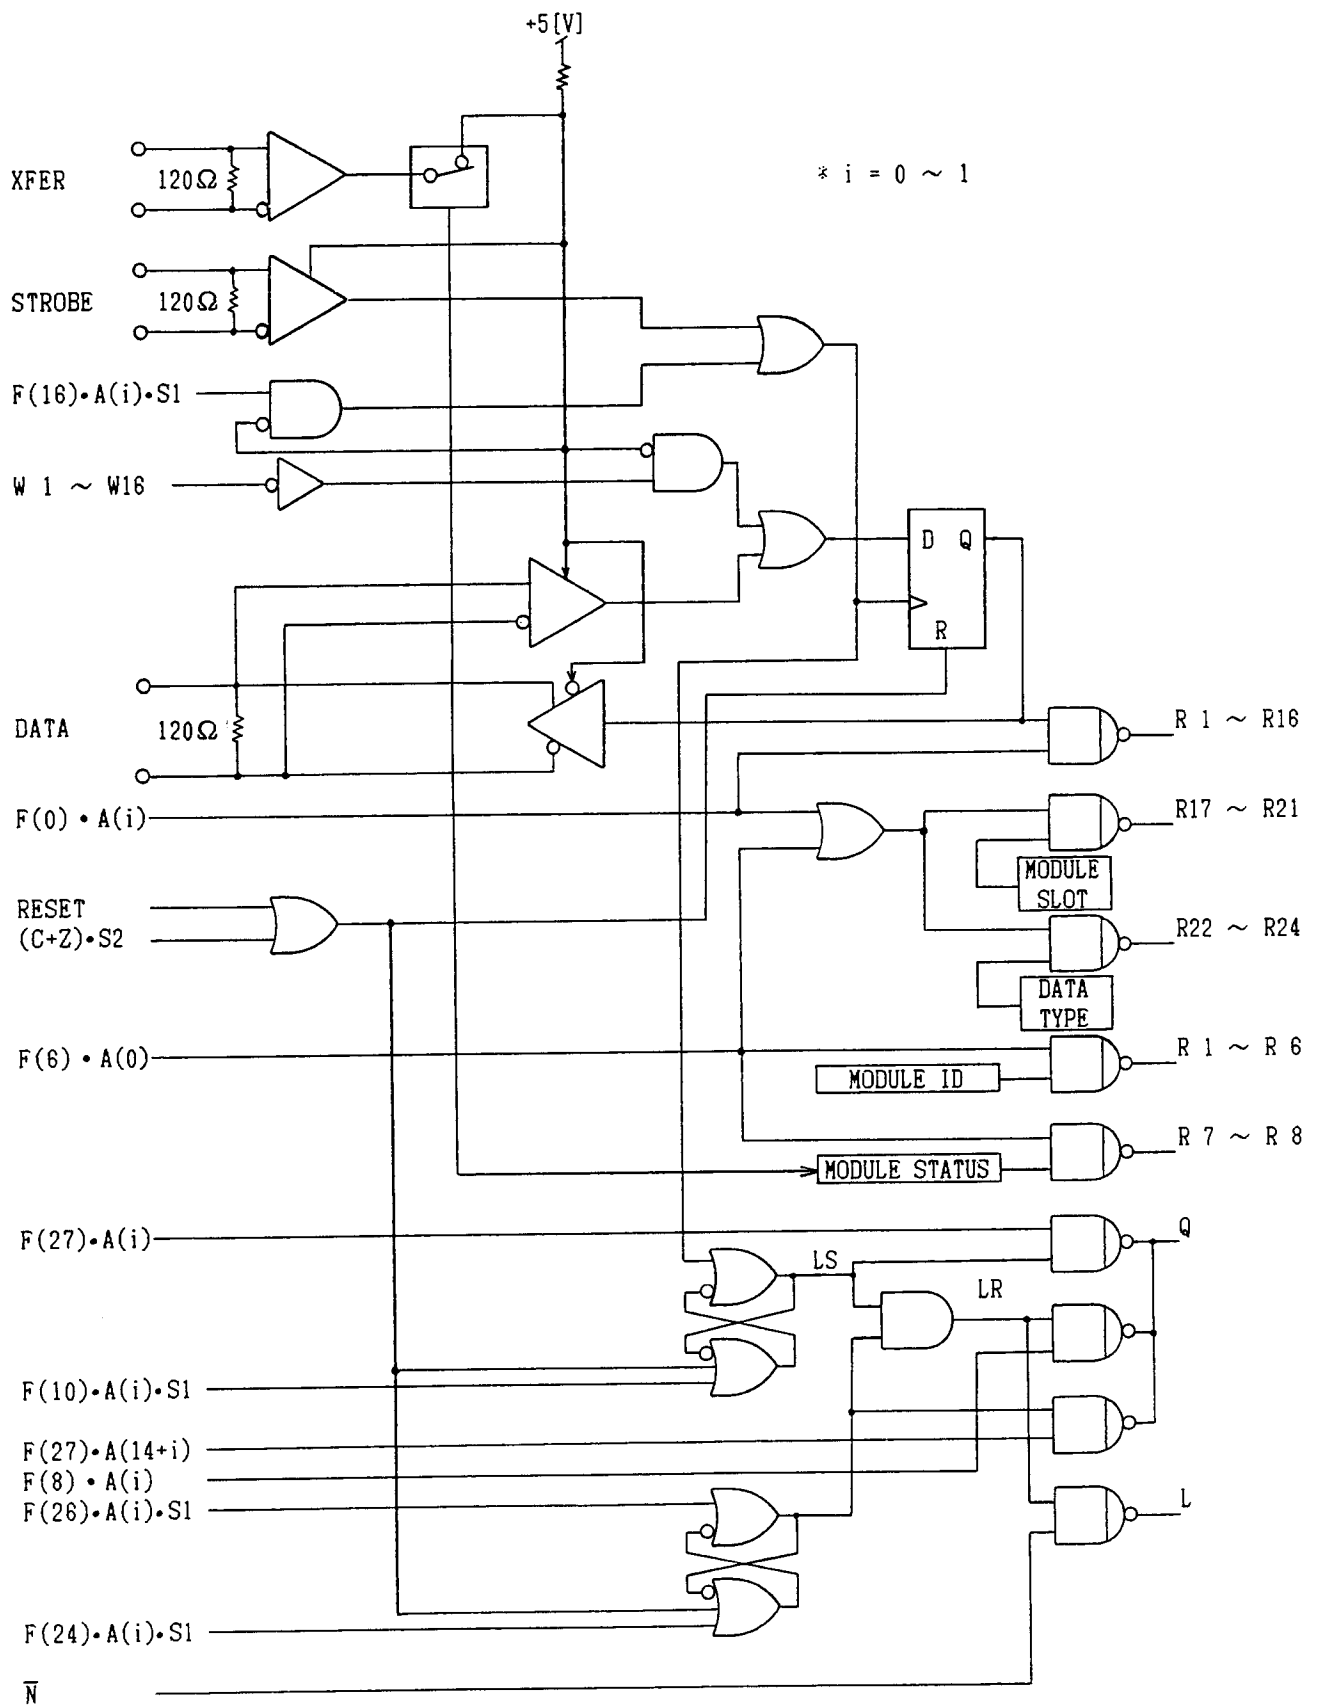 +5[V]
XFER
120Ω
* i = 0 ~ 1
STROBE
120Ω
F(16)•A(i)•S1
W 1 ~ W16
D Q
R
DATA
120Ω
R 1 ~ R16
F(0) • A(i)
R17 ~ R21
MODULE
SLOT
RESET
(C+Z)•S2
R22 ~ R24
DATA
TYPE
F(6) • A(0)
R 1 ~ R 6
MODULE ID
R 7 ~ R 8
MODULE STATUS
F(27)•A(i)
Q
LS
LR
F(10)•A(i)•S1
F(27)•A(14+i)
F(8) • A(i)
F(26)•A(i)•S1
L
F(24)•A(i)•S1
N̅